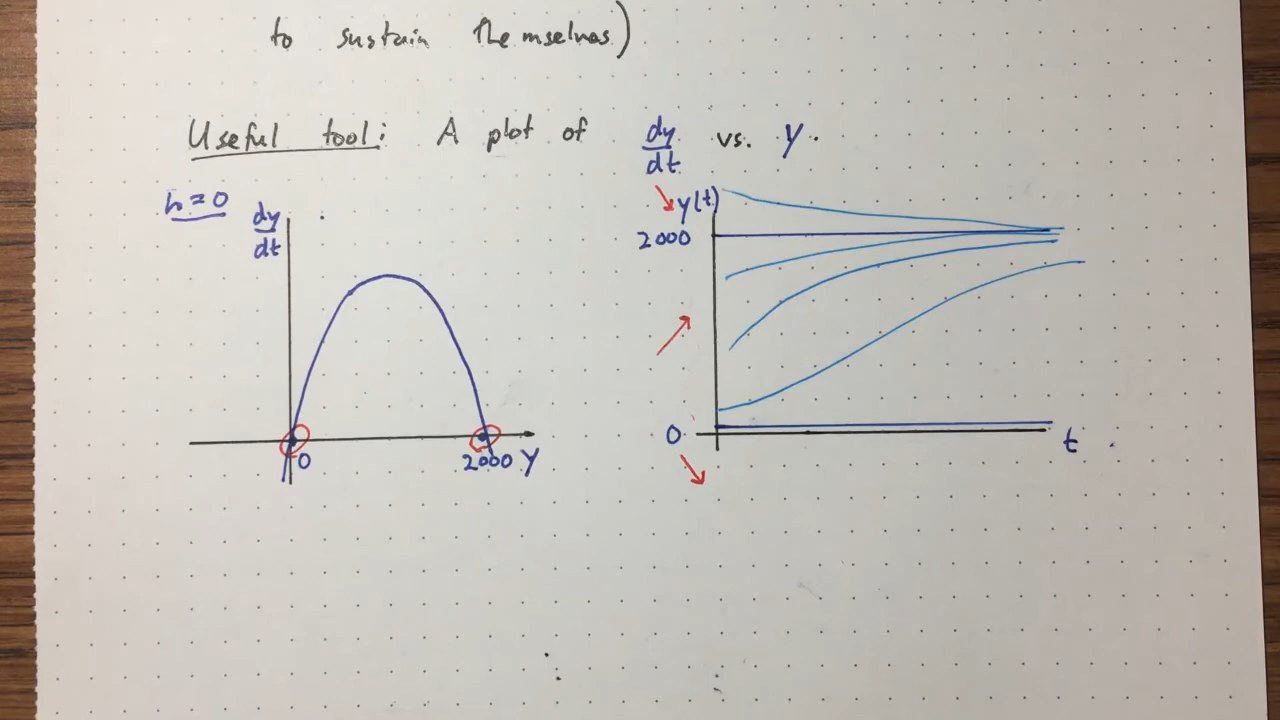 to sustain themselves)
Useful tool: A plot of dy/dt vs. y.
h=0
dy/dt
0
2000 y
y(t)
2000
0
t